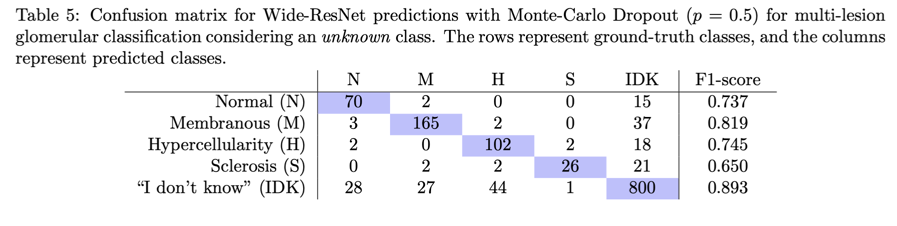 Table 5: Confusion matrix for Wide-ResNet predictions with Monte-Carlo Dropout (p = 0.5) for multi-lesion
glomerular classification considering an unknown class. The rows represent ground-truth classes, and the columns
represent predicted classes.
N M H S IDK F1-score
Normal (N) 70 2 0 0 15 0.737
Membranous (M) 3 165 2 0 37 0.819
Hypercellularity (H) 2 0 102 2 18 0.745
Sclerosis (S) 0 2 2 26 21 0.650
“I don’t know” (IDK) 28 27 44 1 800 0.893